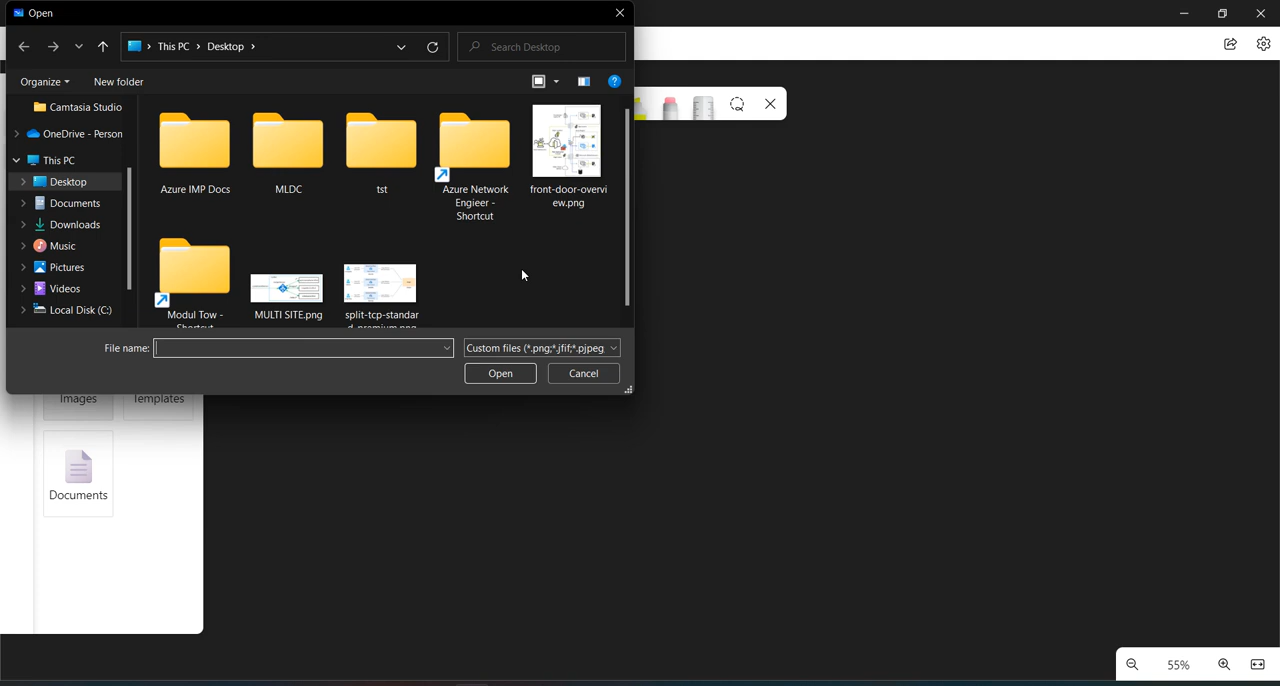 Open
This PC > Desktop >
Search Desktop
Organize
New folder
Camtasia Studio
OneDrive - Person
This PC
Desktop
Documents
Downloads
Music
Pictures
Videos
Local Disk (C:)
Azure IMP Docs
MLDC
tst
Azure Network
Engieer -
Shortcut
front-door-overvi
ew.png
Modul Tow -
Shortcut
MULTI SITE.png
split-tcp-standar
d-premium.png
File name:
Custom files (*.png;*.jfif;*.pjpeg
Open
Cancel
Images
Templates
Documents
55%